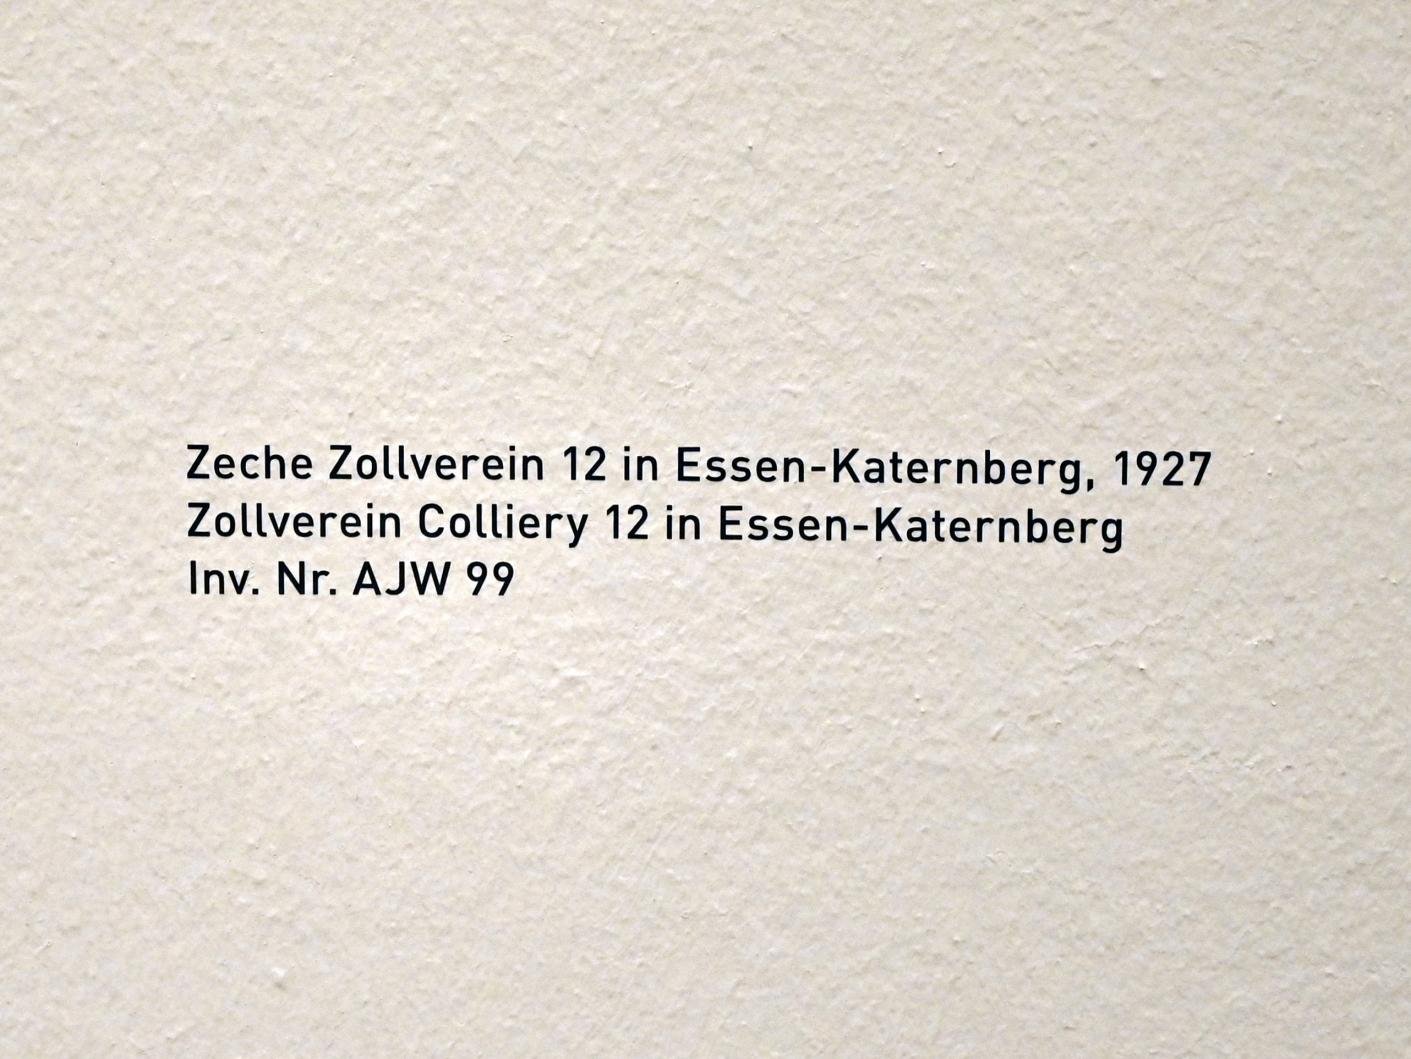 Zeche Zollverein 12 in Essen-Katernberg, 1927
Zollverein Colliery 12 in Essen-Katernberg
Inv. Nr. AJW 99